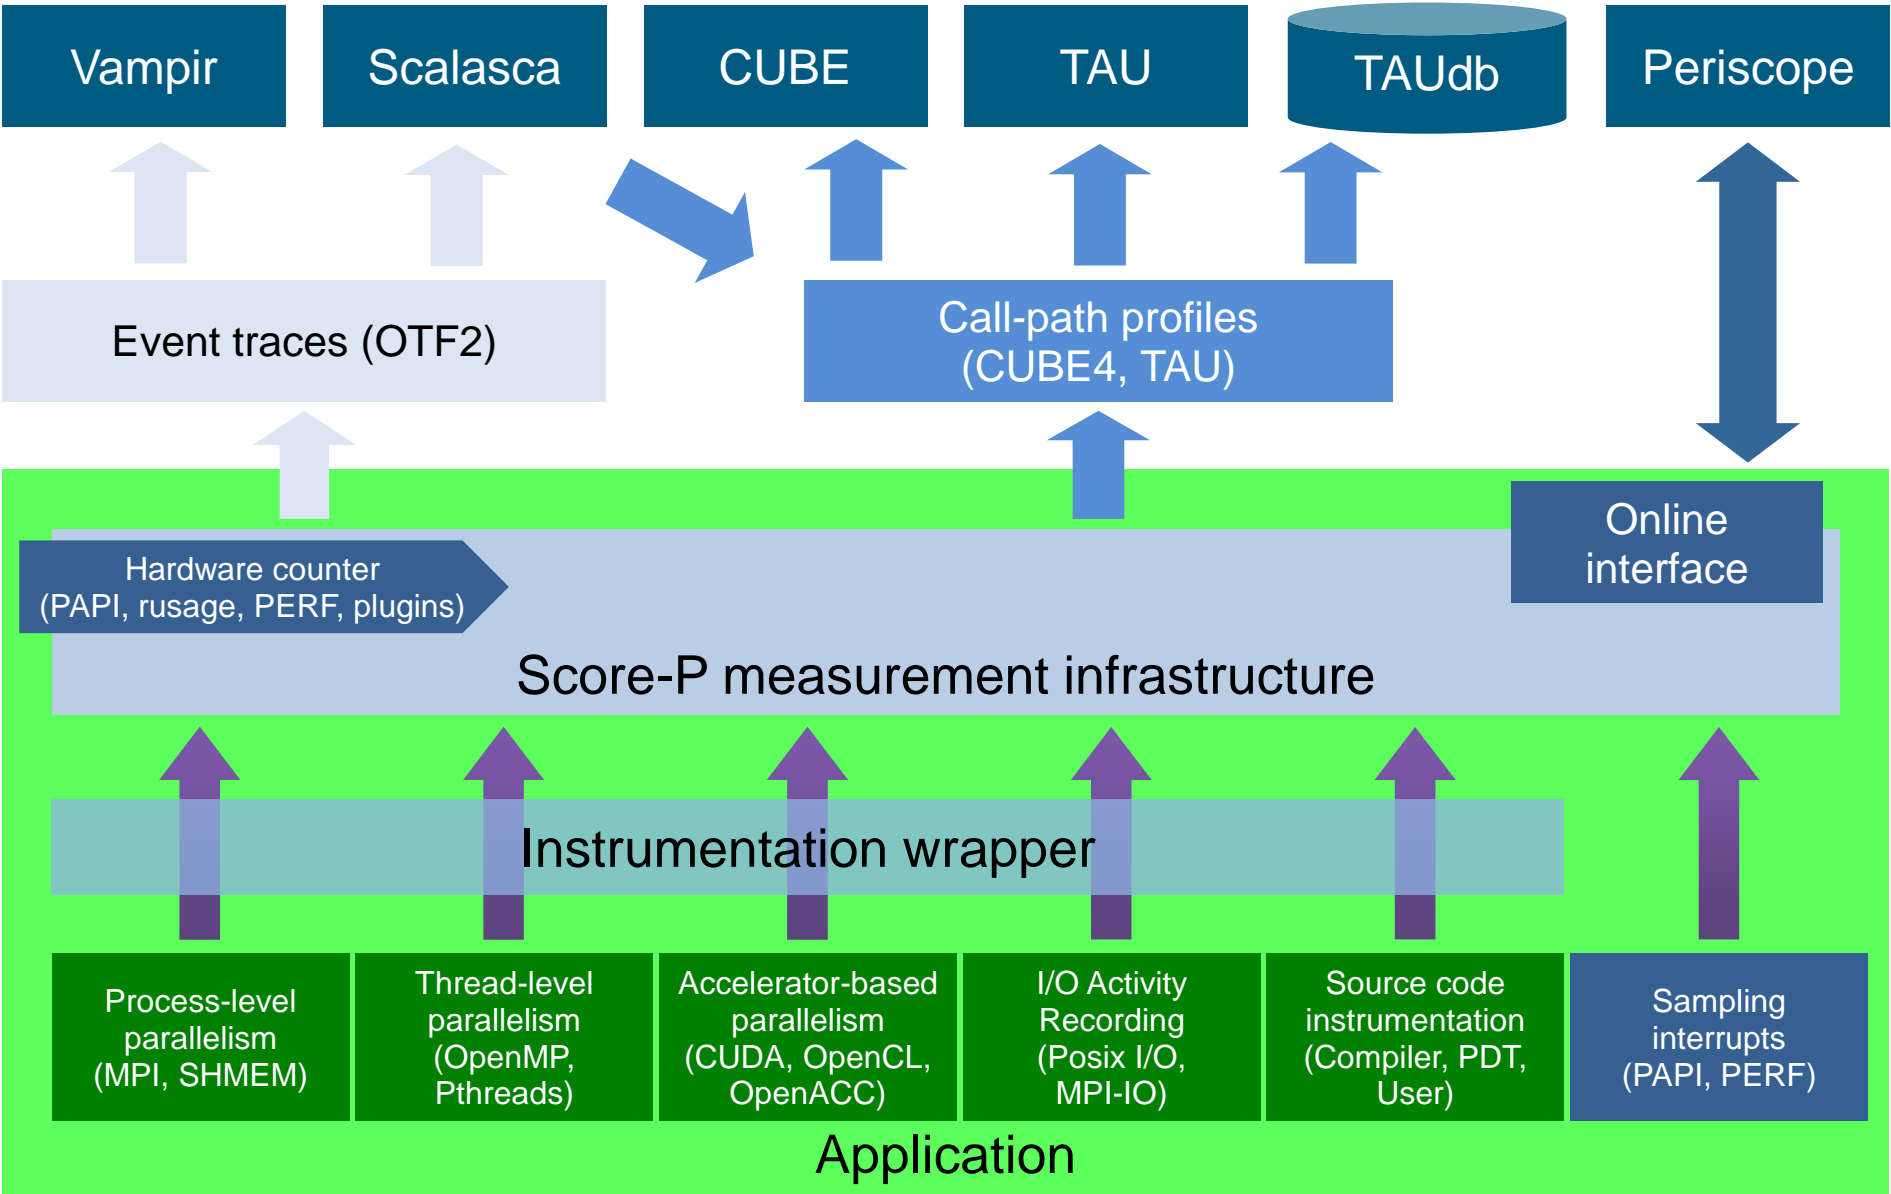 Vampir
Scalasca
CUBE
TAU
TAUdb
Periscope
Event traces (OTF2)
Call-path profiles
(CUBE4, TAU)
Online
interface
Hardware counter
(PAPI, rusage, PERF, plugins)
Score-P measurement infrastructure
Instrumentation wrapper
Process-level
parallelism
(MPI, SHMEM)
Thread-level
parallelism
(OpenMP,
Pthreads)
Accelerator-based
parallelism
(CUDA, OpenCL,
OpenACC)
I/O Activity
Recording
(Posix I/O,
MPI-IO)
Source code
instrumentation
(Compiler, PDT,
User)
Sampling
interrupts
(PAPI, PERF)
Application